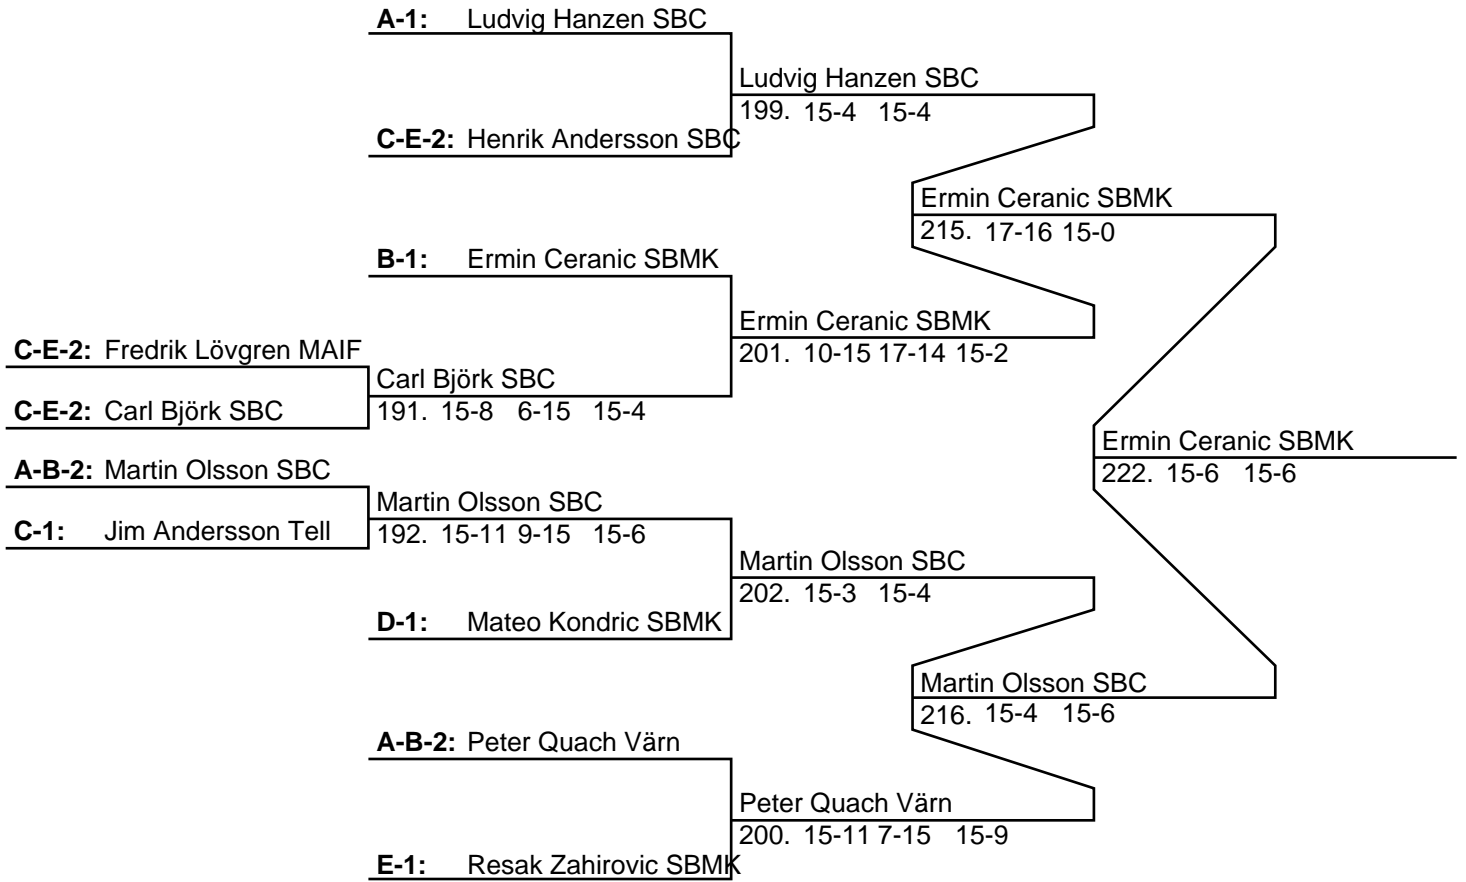 A-1: Ludvig Hanzen SBC
Ludvig Hanzen SBC
199. 15-4 15-4
C-E-2: Henrik Andersson SBC
Ermin Ceranic SBMK
215. 17-16 15-0
B-1: Ermin Ceranic SBMK
Ermin Ceranic SBMK
201. 10-15 17-14 15-2
C-E-2: Fredrik Lövgren MAIF
Carl Björk SBC
191. 15-8 6-15 15-4
C-E-2: Carl Björk SBC
Ermin Ceranic SBMK
222. 15-6 15-6
A-B-2: Martin Olsson SBC
Martin Olsson SBC
192. 15-11 9-15 15-6
C-1: Jim Andersson Tell
Martin Olsson SBC
202. 15-3 15-4
D-1: Mateo Kondric SBMK
Martin Olsson SBC
216. 15-4 15-6
A-B-2: Peter Quach Värn
Peter Quach Värn
200. 15-11 7-15 15-9
E-1: Resak Zahirovic SBMK